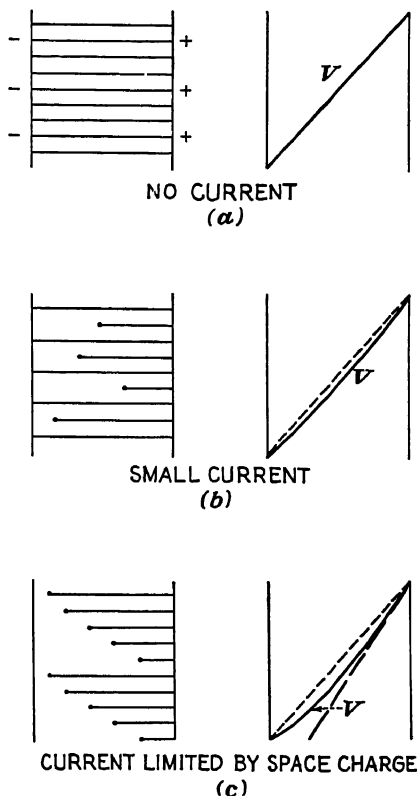 - +
V
- +
- +
NO CURRENT
(a)
V
SMALL CURRENT
(b)
V
CURRENT LIMITED BY SPACE CHARGE
(c)